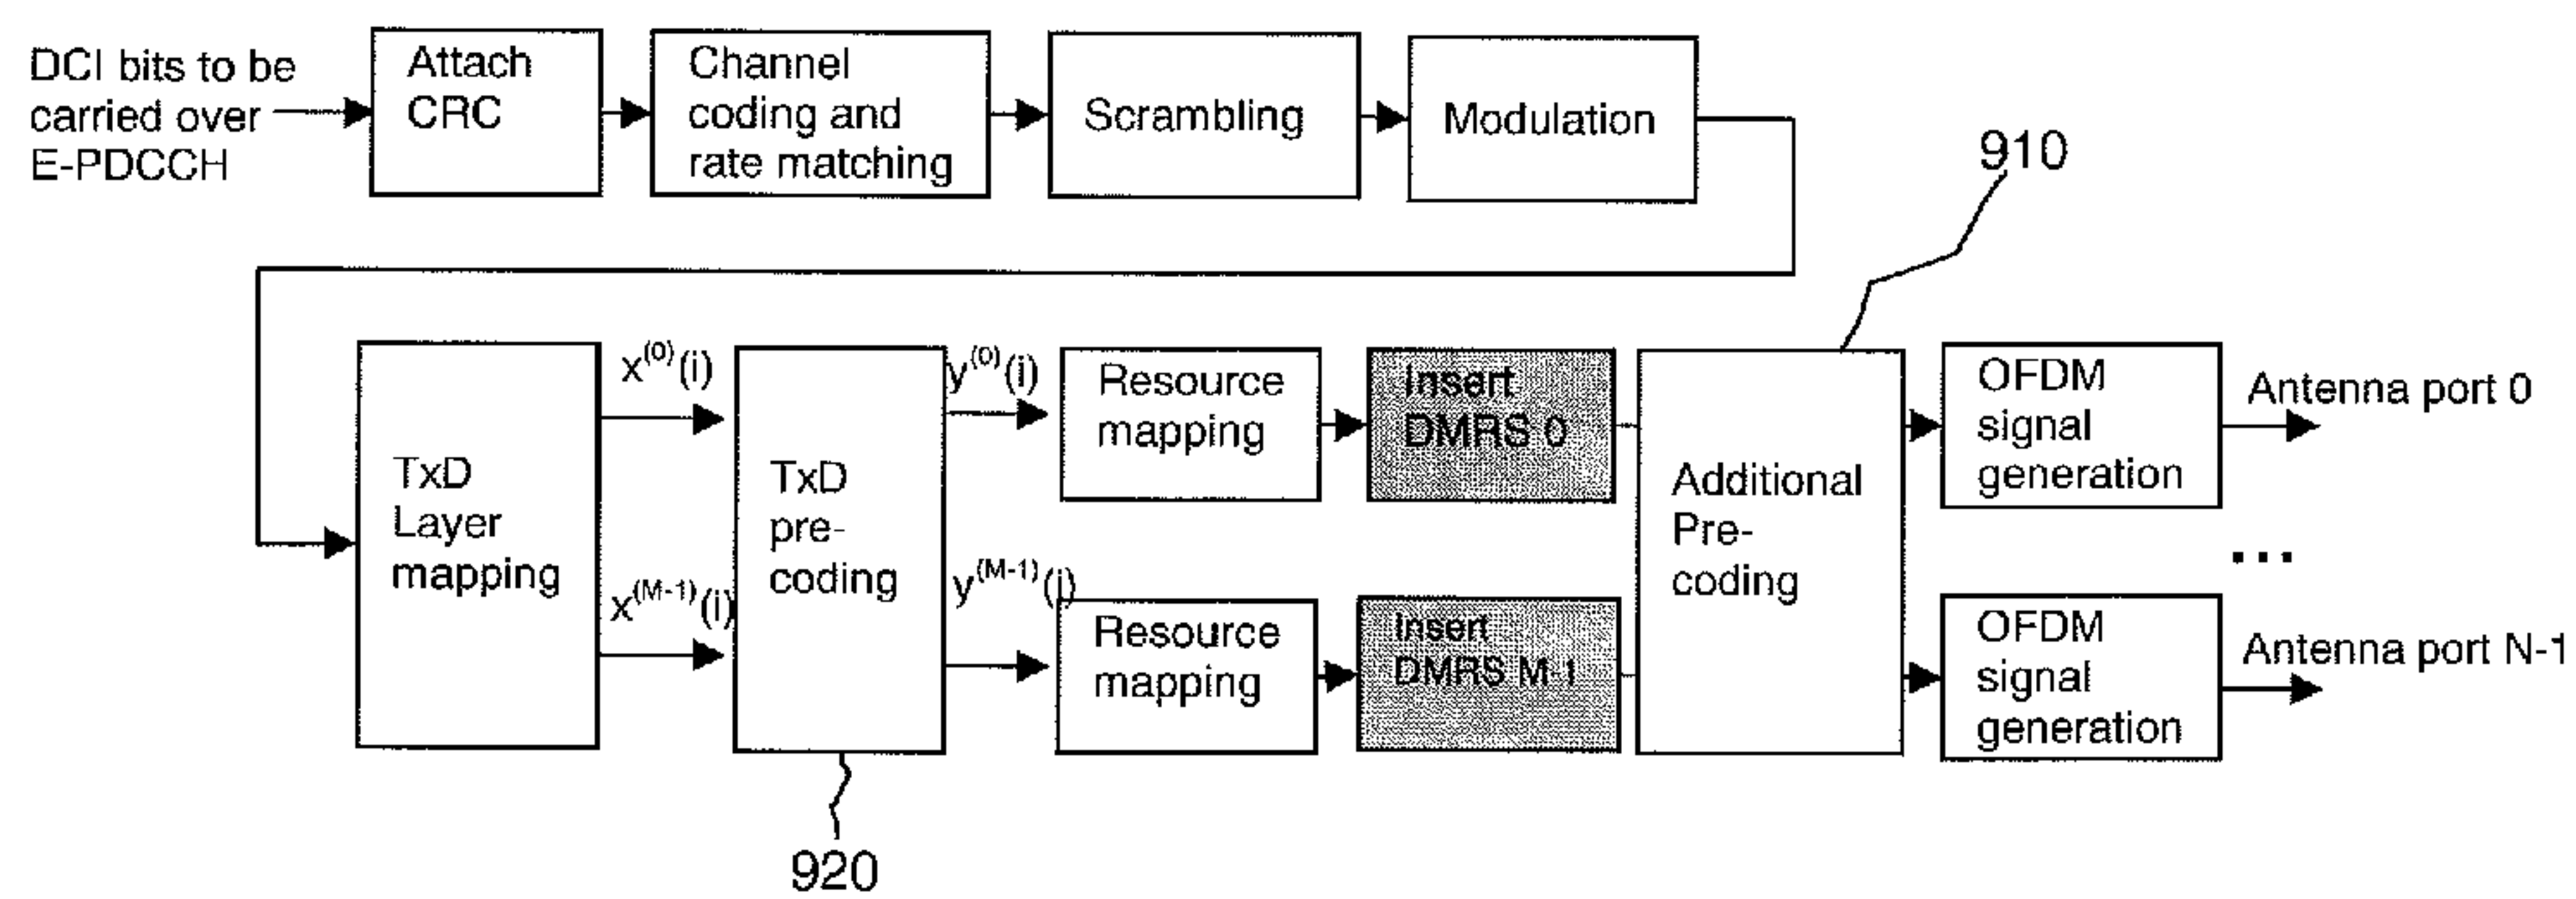 DCI bits to be
carried over
E-PDCCH
Attach
CRC
Channel
coding and
rate matching
Scrambling
Modulation
910
TxD
Layer
mapping
x(0)(i)
x(M-1)(i)
TxD
pre-
coding
y(0)(i)
y(M-1)(i)
Resource
mapping
Resource
mapping
Insert
DMRS 0
Insert
DMRS M-1
Additional
Pre-
coding
OFDM
signal
generation
OFDM
signal
generation
Antenna port 0
...
Antenna port N-1
920